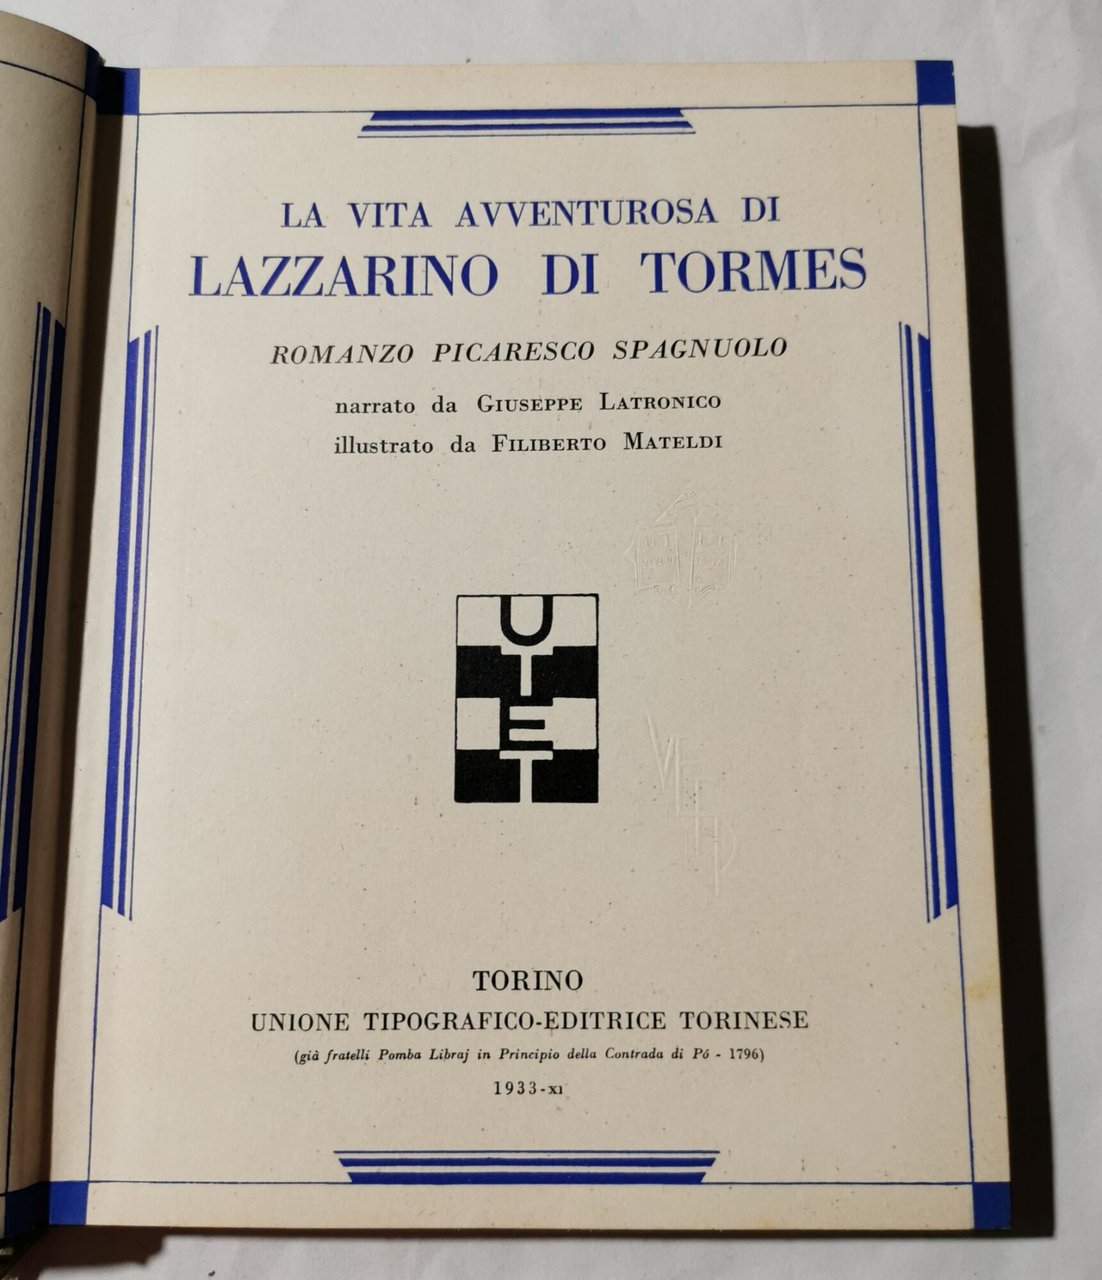 LA VITA AVVENTUROSA DI
LAZZARINO DI TORMES
ROMANZO PICARESCO SPAGNUOLO
narrato da GIUSEPPE LATRONICO
illustrato da FILIBERTO MATELDI
UTET
TORINO
UNIONE TIPOGRAFICO-EDITRICE TORINESE
(già fratelli Pomba Libraj in Principio della Contrada di Pó - 1796)
1933-XI